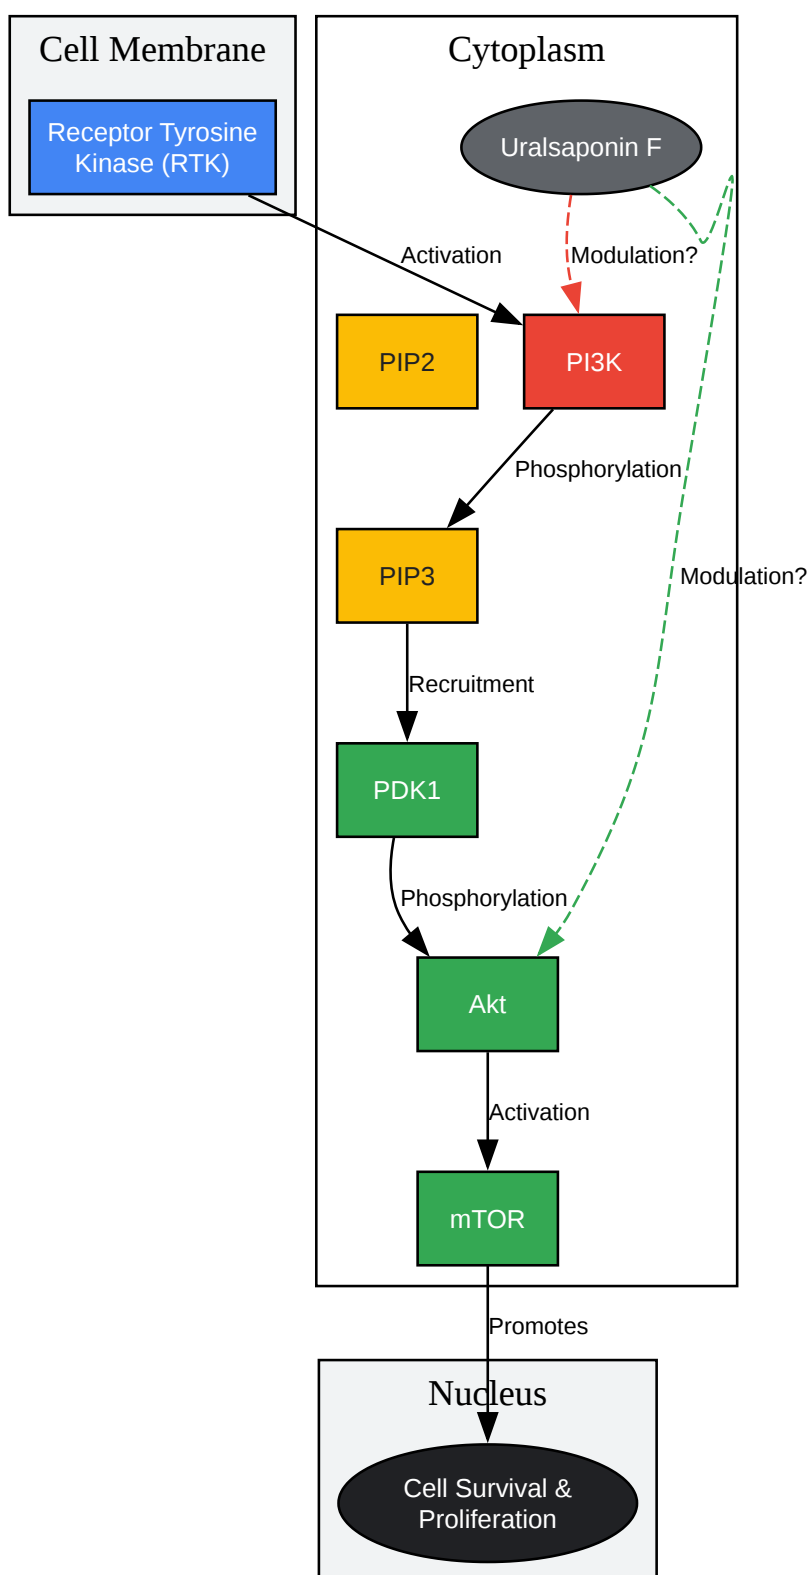 Cell Membrane
Cytoplasm
Receptor Tyrosine
Kinase (RTK)
Uralsaponin F
Activation
Modulation?
PIP2
PI3K
Phosphorylation
PIP3
Modulation?
Recruitment
PDK1
Phosphorylation
Akt
Activation
mTOR
Promotes
Nucleus
Cell Survival &
Proliferation